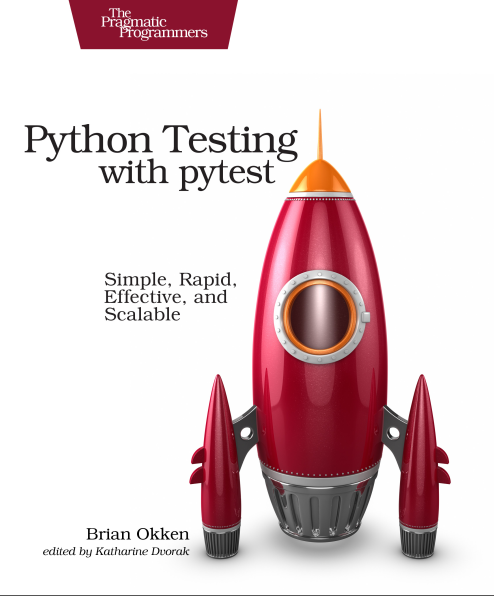 The
Pragmatic
Programmers
Python Testing
with pytest
Simple, Rapid,
Effective, and
Scalable
Brian Okken
edited by Katharine Dvorak